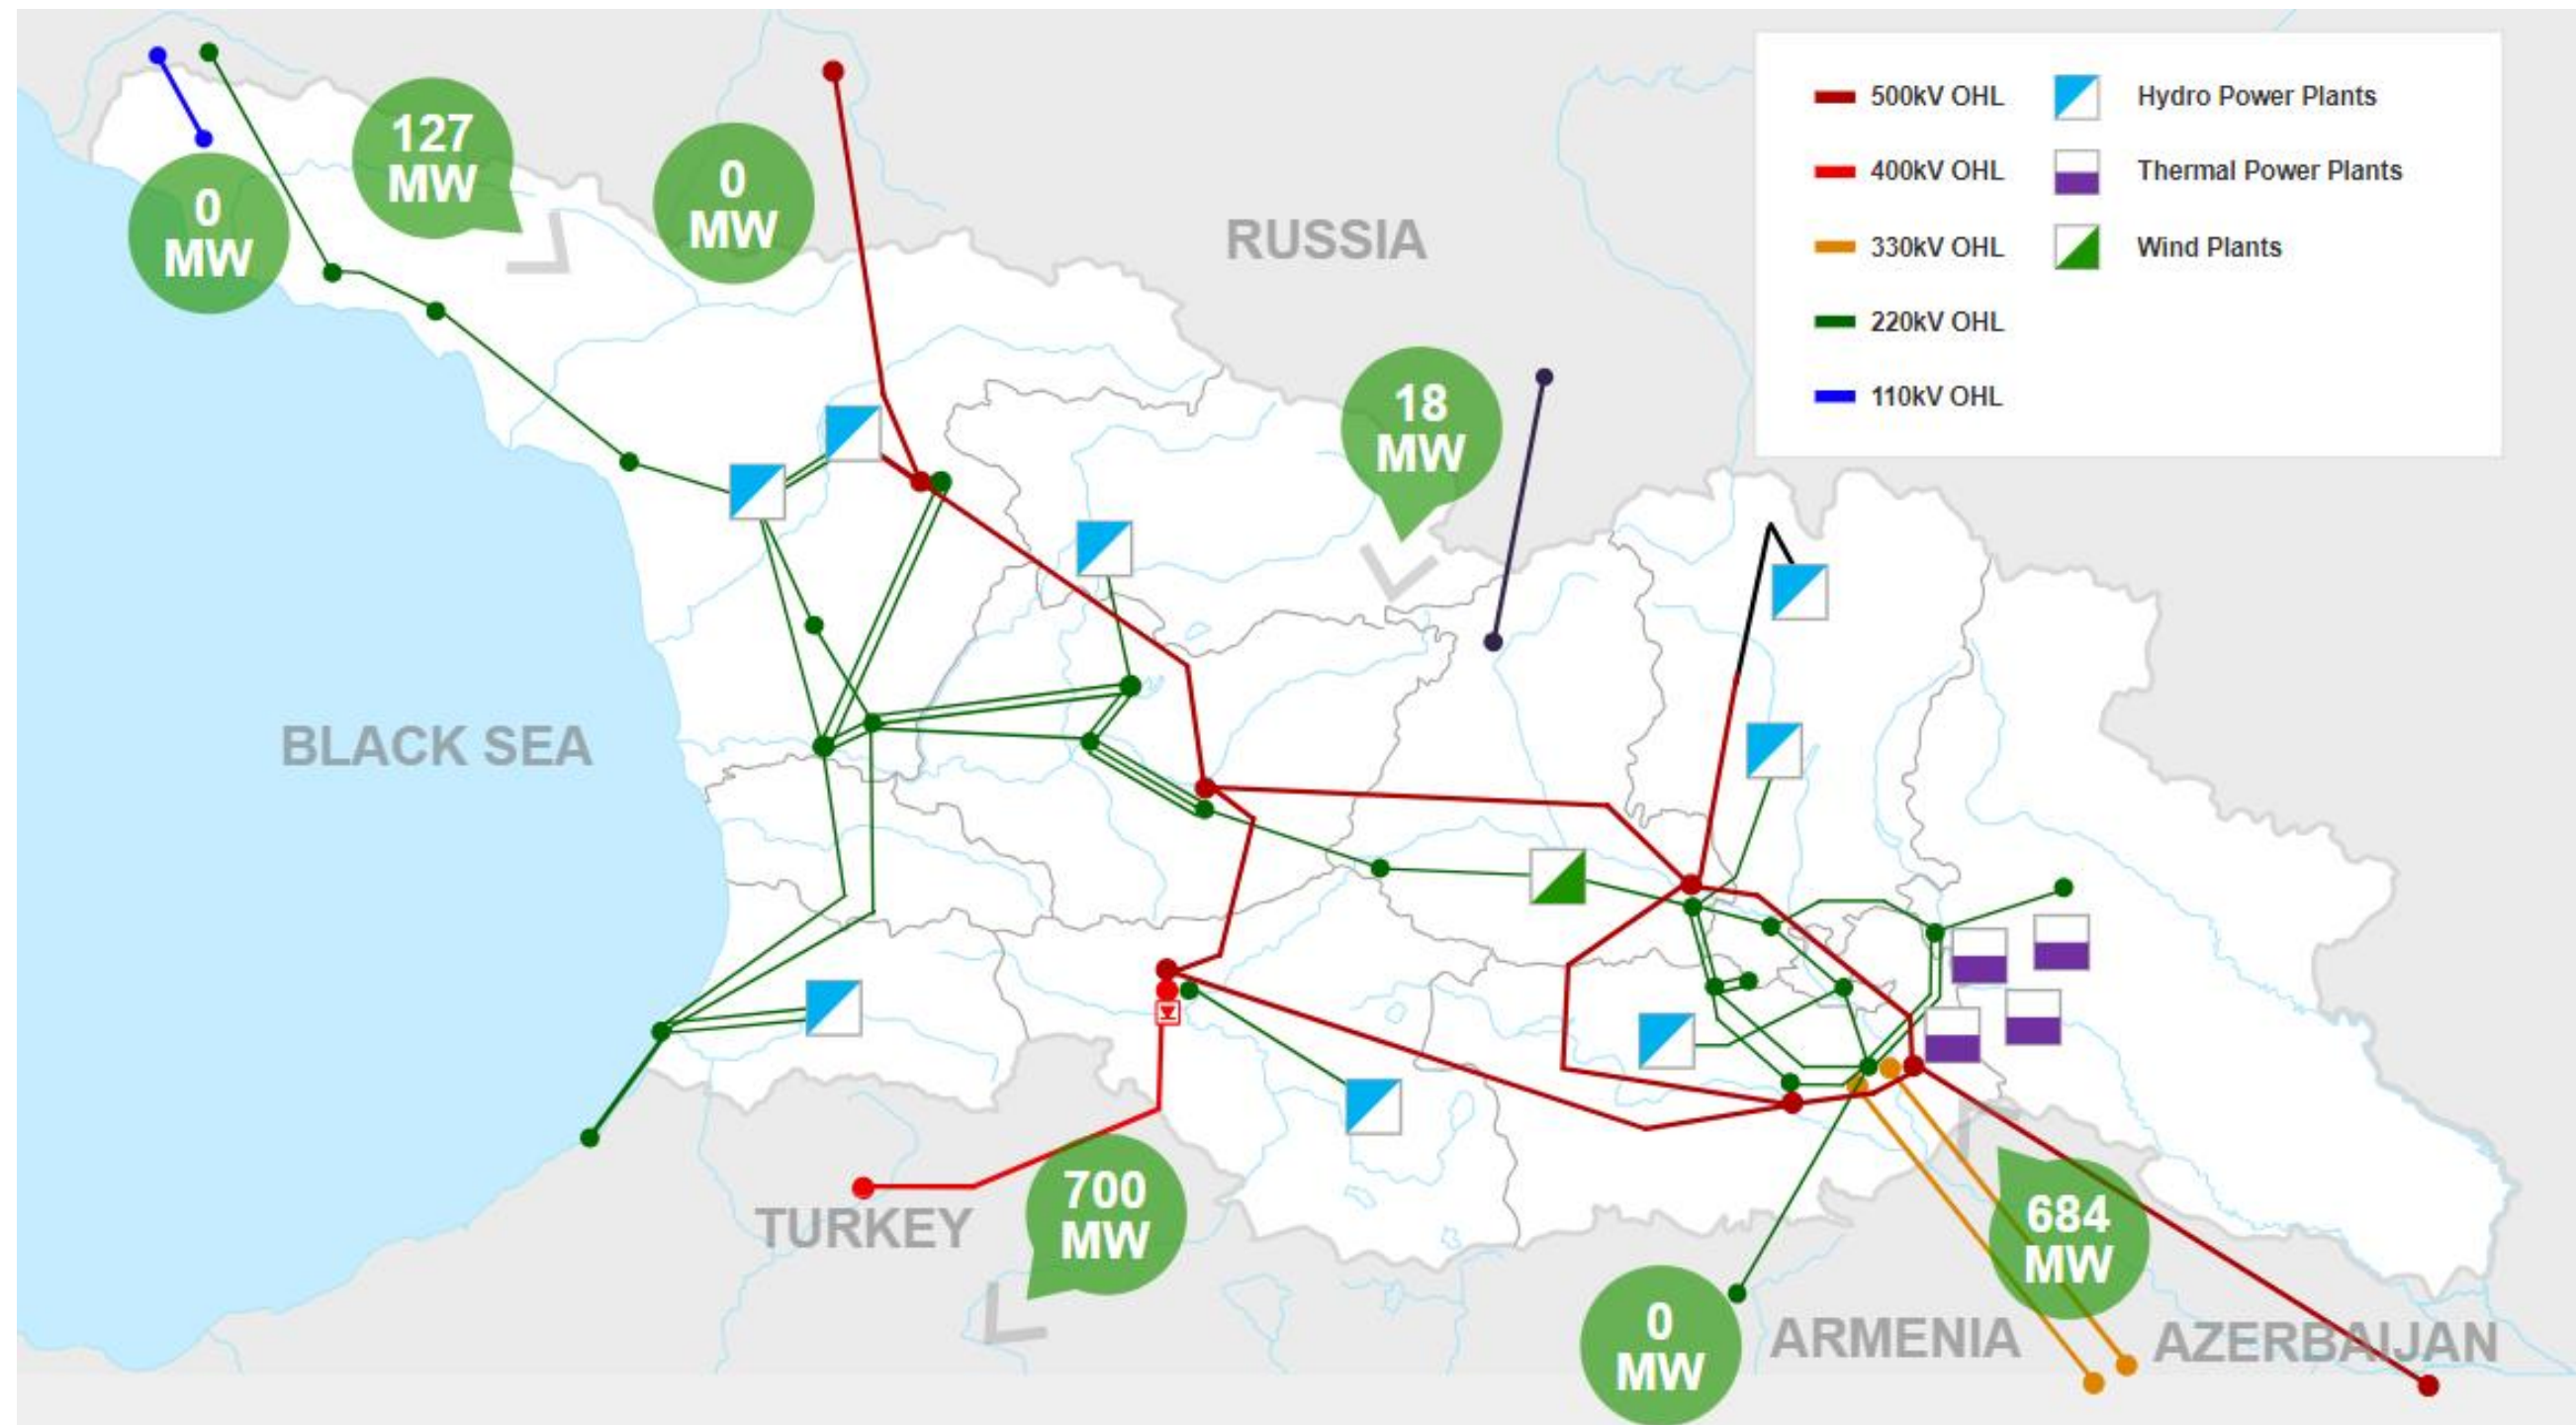 500kV OHL
Hydro Power Plants
127
MW
400kV OHL
Thermal Power Plants
0
MW
0
MW
RUSSIA
330kV OHL
Wind Plants
220kV OHL
110kV OHL
18
MW
BLACK SEA
700
MW
TURKEY
684
MW
0
MW
ARMENIA
AZERBAIJAN